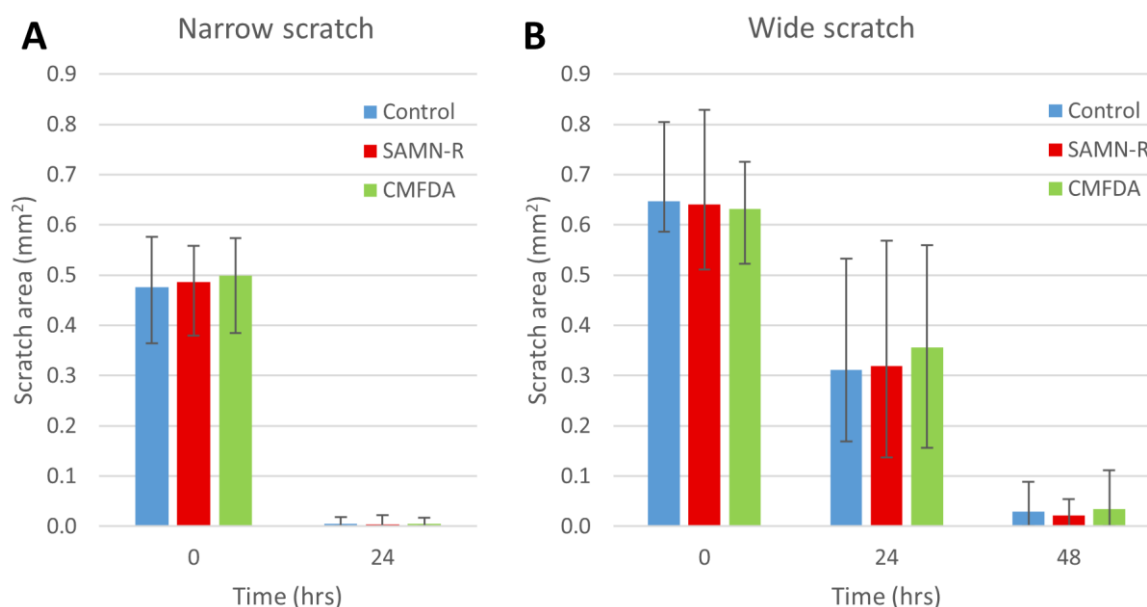 A
Narrow scratch
Scratch area (mm²)
0.9
0.8
0.7
0.6
0.5
0.4
0.3
0.2
0.1
0.0
Control
SAMN-R
CMFDA
0 24
Time (hrs)
B
Wide scratch
Scratch area (mm²)
0.9
0.8
0.7
0.6
0.5
0.4
0.3
0.2
0.1
0.0
Control
SAMN-R
CMFDA
0 24 48
Time (hrs)